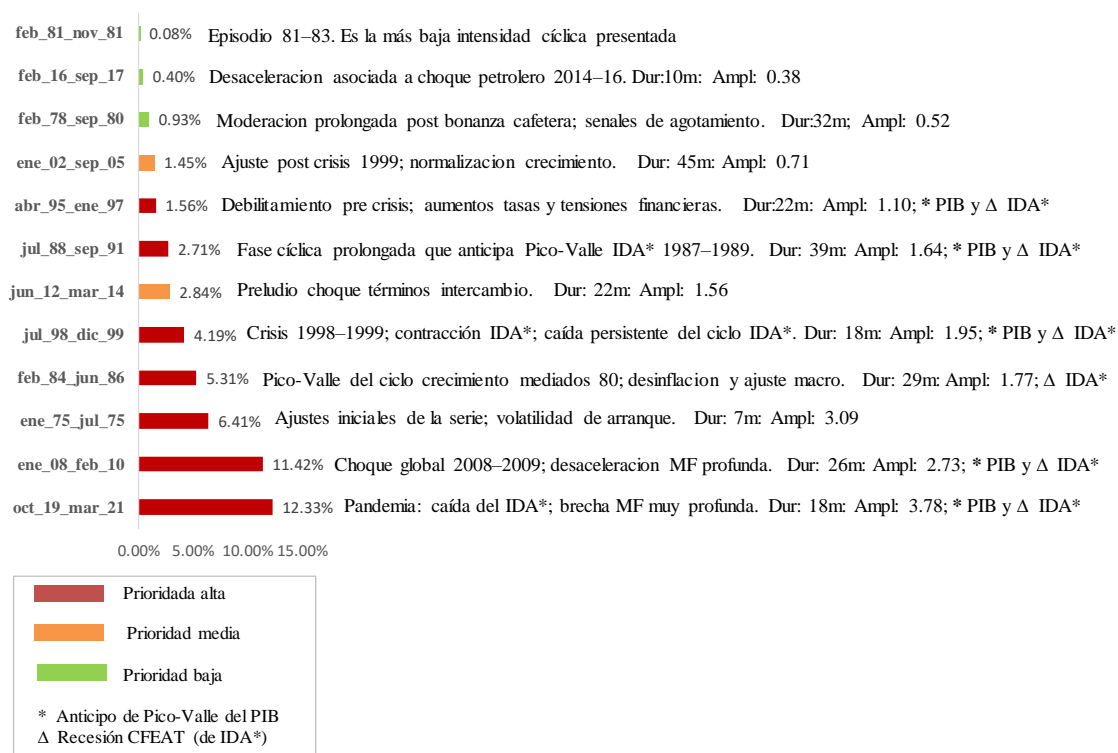 feb_81_nov_81 0.08% Episodio 81–83. Es la más baja intensidad cíclica presentada
feb_16_sep_17 0.40% Desaceleracion asociada a choque petrolero 2014–16. Dur:10m: Ampl: 0.38
feb_78_sep_80 0.93% Moderacion prolongada post bonanza cafetera; senales de agotamiento. Dur:32m; Ampl: 0.52
ene_02_sep_05 1.45% Ajuste post crisis 1999; normalizacion crecimiento. Dur: 45m: Ampl: 0.71
abr_95_ene_97 1.56% Debilitamiento pre crisis; aumentos tasas y tensiones financieras. Dur:22m: Ampl: 1.10; * PIB y Δ IDA*
jul_88_sep_91 2.71% Fase cíclica prolongada que anticipa Pico-Valle IDA* 1987–1989. Dur: 39m: Ampl: 1.64; * PIB y Δ IDA*
jun_12_mar_14 2.84% Preludio choque términos intercambio. Dur: 22m: Ampl: 1.56
jul_98_dic_99 4.19% Crisis 1998–1999; contracción IDA*; caída persistente del ciclo IDA*. Dur: 18m: Ampl: 1.95; * PIB y Δ IDA*
feb_84_jun_86 5.31% Pico-Valle del ciclo crecimiento mediados 80; desinflacion y ajuste macro. Dur: 29m: Ampl: 1.77; Δ IDA*
ene_75_jul_75 6.41% Ajustes iniciales de la serie; volatilidad de arranque. Dur: 7m: Ampl: 3.09
ene_08_feb_10 11.42% Choque global 2008–2009; desaceleracion MF profunda. Dur: 26m: Ampl: 2.73; * PIB y Δ IDA*
oct_19_mar_21 12.33% Pandemia: caída del IDA*; brecha MF muy profunda. Dur: 18m: Ampl: 3.78; * PIB y Δ IDA*
0.00% 5.00% 10.00% 15.00%
Prioridada alta
Prioridad media
Prioridad baja
* Anticipo de Pico-Valle del PIB
Δ Recesión CFEAT (de IDA*)